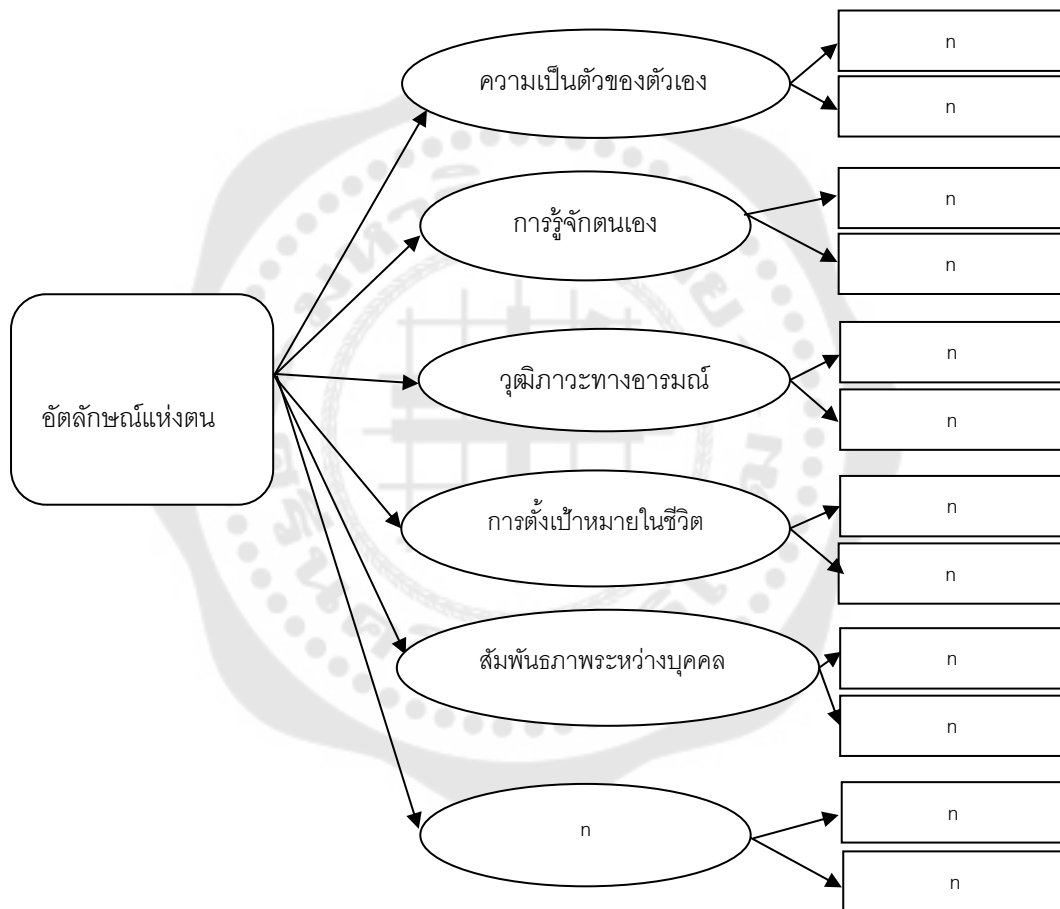 n
ความเป็นตัวของตัวเอง
n
n
การรู้จักตนเอง
n
n
วุฒิภาวะทางอารมณ์
อัตลักษณ์แห่งตน
n
n
การตั้งเป้าหมายในชีวิต
n
n
สัมพันธภาพระหว่างบุคคล
n
n
n
n